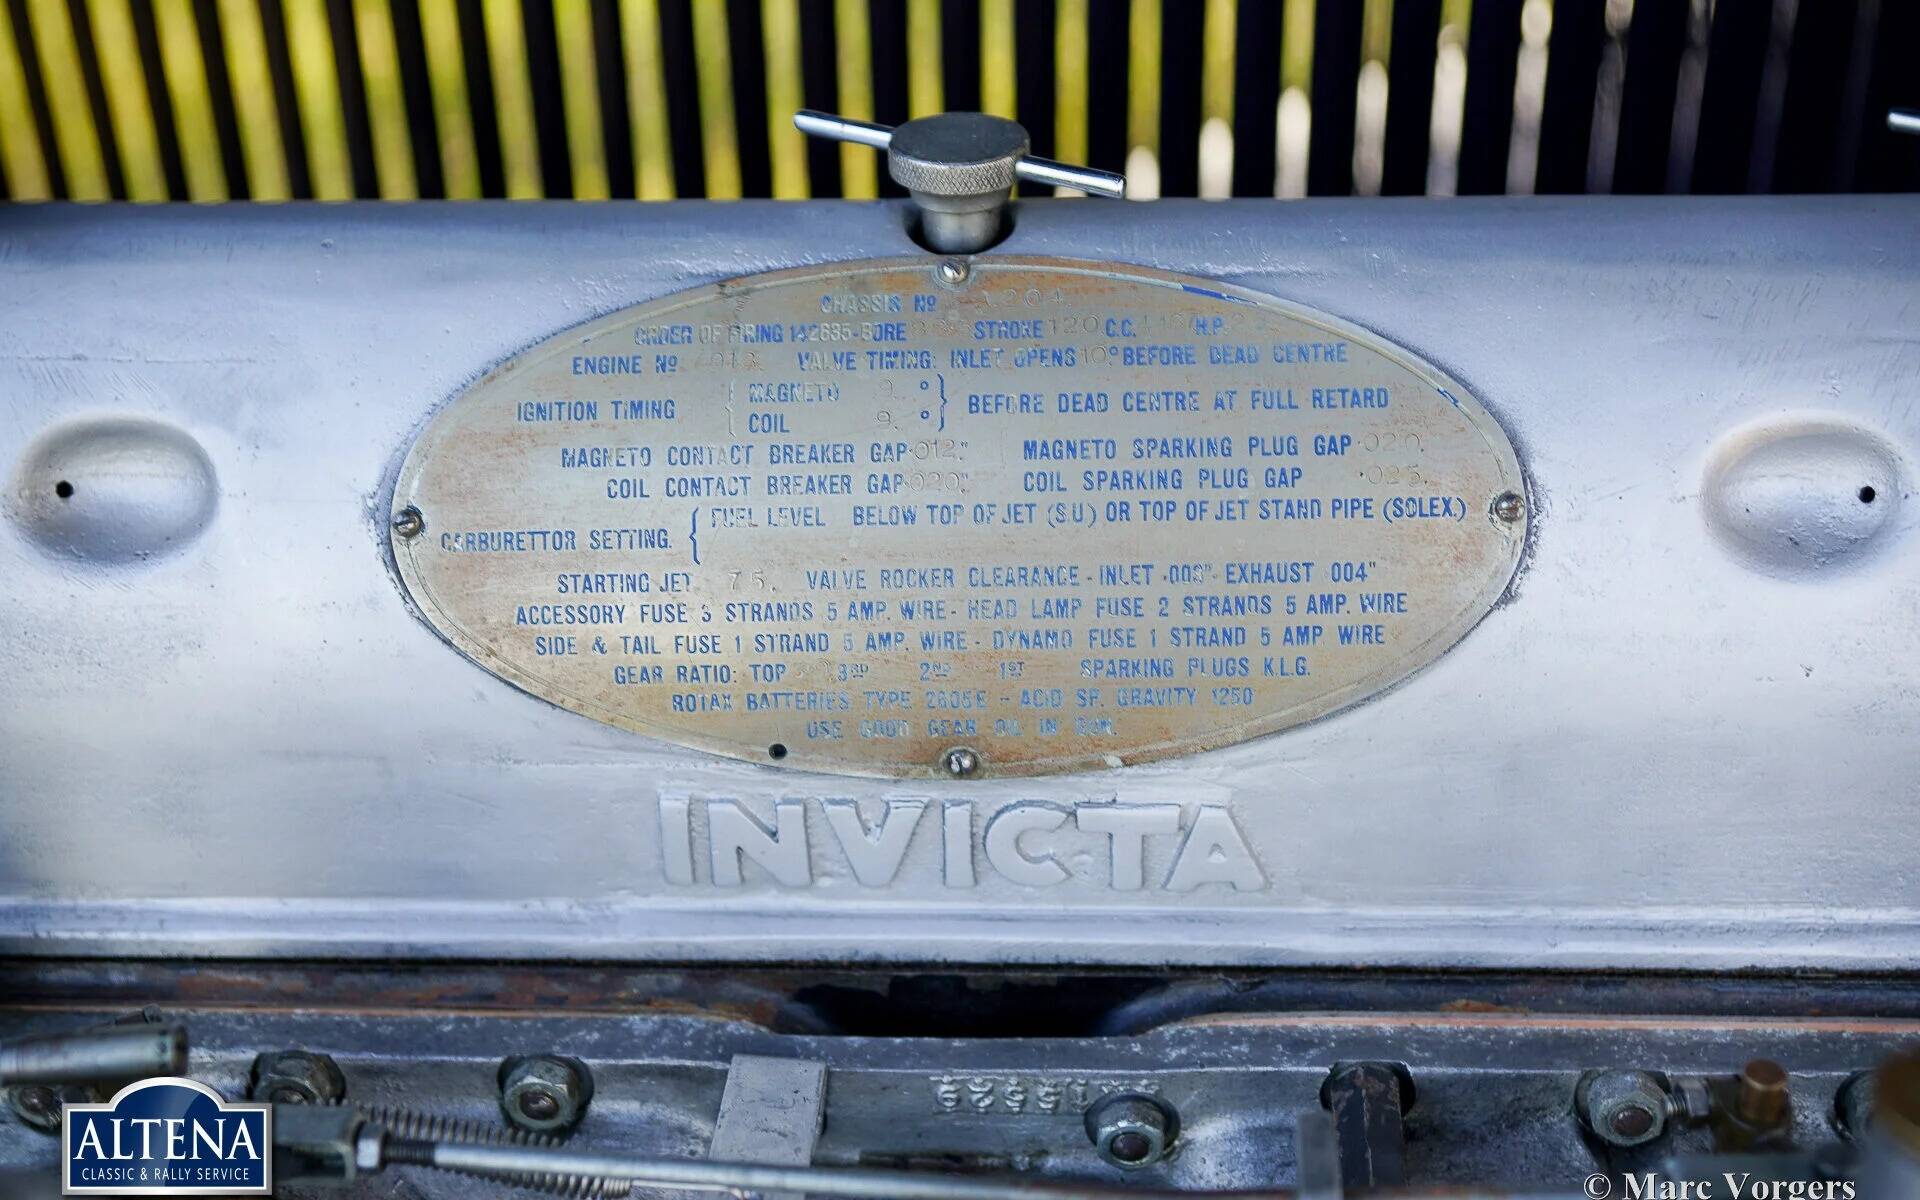 CHASSIS Nº 204
ORDER OF FIRING 142635-BORE STROKE 120 C.C. H.P.
ENGINE Nº VALVE TIMING: INLET OPENS 10° BEFORE DEAD CENTRE
IGNITION TIMING { MAGNETO 9. ° } BEFORE DEAD CENTRE AT FULL RETARD
COIL 9. °
MAGNETO CONTACT BREAKER GAP ·012" MAGNETO SPARKING PLUG GAP ·020.
COIL CONTACT BREAKER GAP ·020" COIL SPARKING PLUG GAP ·025.
CARBURETTOR SETTING. { FUEL LEVEL BELOW TOP OF JET (S.U.) OR TOP OF JET STAND PIPE (SOLEX.)
STARTING JET 75. VALVE ROCKER CLEARANCE - INLET ·003" - EXHAUST ·004"
ACCESSORY FUSE 3 STRANDS 5 AMP. WIRE - HEAD LAMP FUSE 2 STRANDS 5 AMP. WIRE
SIDE & TAIL FUSE 1 STRAND 5 AMP. WIRE - DYNAMO FUSE 1 STRAND 5 AMP WIRE
GEAR RATIO: TOP 3RD 2ND 1ST SPARKING PLUGS K.L.G.
ROTAX BATTERIES TYPE 2605E - ACID SP. GRAVITY 1250
USE GOOD GEAR OIL IN BOX.
INVICTA
ALTENA
CLASSIC & RALLY SERVICE
© Marc Vorgers